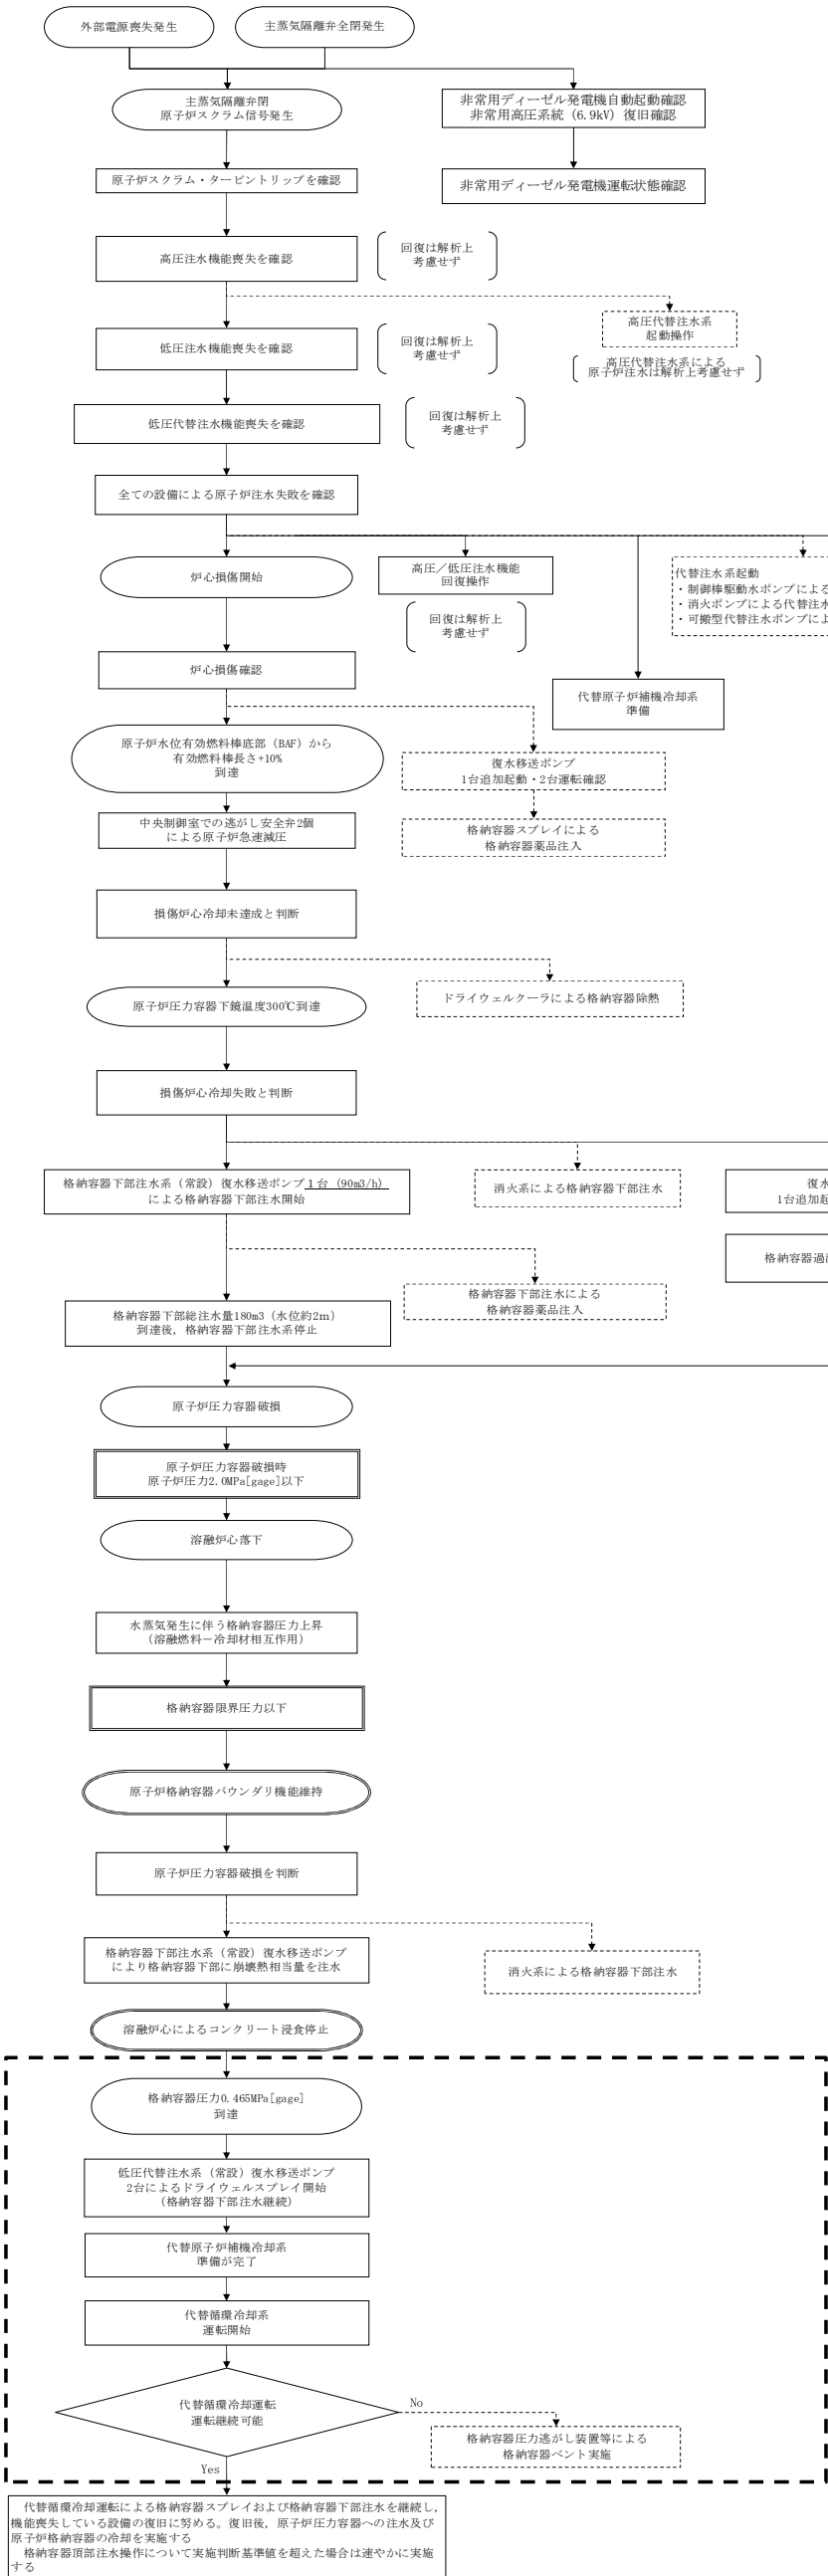 外部電源喪失発生
主蒸気隔離弁全閉発生
主蒸気隔離弁閉
原子炉スクラム信号発生
非常用ディーゼル発電機自動起動確認
非常用高圧系統（6.9kV）復旧確認
原子炉スクラム・タービントリップを確認
非常用ディーゼル発電機運転状態確認
高圧注水機能喪失を確認
回復は解析上
考慮せず
高圧代替注水系
起動操作
高圧代替注水系による
原子炉注水は解析上考慮せず
低圧注水機能喪失を確認
回復は解析上
考慮せず
低圧代替注水機能喪失を確認
回復は解析上
考慮せず
全ての設備による原子炉注水失敗を確認
炉心損傷開始
高圧／低圧注水機能
回復操作
回復は解析上
考慮せず
代替注水系起動
・制御棒駆動水ポンプによる
・消火ポンプによる代替注水
・可搬型代替注水ポンプによ
炉心損傷確認
代替原子炉補機冷却系
準備
原子炉水位有効燃料棒底部（BAF）から
有効燃料棒長さ+10%
到達
復水移送ポンプ
1台追加起動・2台運転確認
中央制御室での逃がし安全弁2個
による原子炉急速減圧
格納容器スプレイによる
格納容器薬品注入
損傷炉心冷却未達成と判断
原子炉圧力容器下鏡温度300℃到達
ドライウェルクーラによる格納容器除熱
損傷炉心冷却失敗と判断
格納容器下部注水系（常設）復水移送ポンプ1台（90m3/h）
による格納容器下部注水開始
消火系による格納容器下部注水
復水
1台追加起
格納容器下部注水による
格納容器薬品注入
格納容器過
格納容器下部総注水量180m3（水位約2m）
到達後，格納容器下部注水系停止
原子炉圧力容器破損
原子炉圧力容器破損時
原子炉圧力2.0MPa[gage]以下
溶融炉心落下
水蒸気発生に伴う格納容器圧力上昇
（溶融燃料－冷却材相互作用）
格納容器限界圧力以下
原子炉格納容器バウンダリ機能維持
原子炉圧力容器破損を判断
格納容器下部注水系（常設）復水移送ポンプ
により格納容器下部に崩壊熱相当量を注水
消火系による格納容器下部注水
溶融炉心によるコンクリート浸食停止
格納容器圧力0.465MPa[gage]
到達
低圧代替注水系（常設）復水移送ポンプ
2台によるドライウェルスプレイ開始
（格納容器下部注水継続）
代替原子炉補機冷却系
準備が完了
代替循環冷却系
運転開始
代替循環冷却運転
運転継続可能
No
格納容器圧力逃がし装置等による
格納容器ベント実施
Yes
代替循環冷却運転による格納容器スプレイおよび格納容器下部注水を継続し，
機能喪失している設備の復旧に努める。復旧後，原子炉圧力容器への注水及び
原子炉格納容器の冷却を実施する
格納容器頂部注水操作について実施判断基準値を超えた場合は速やかに実施
する